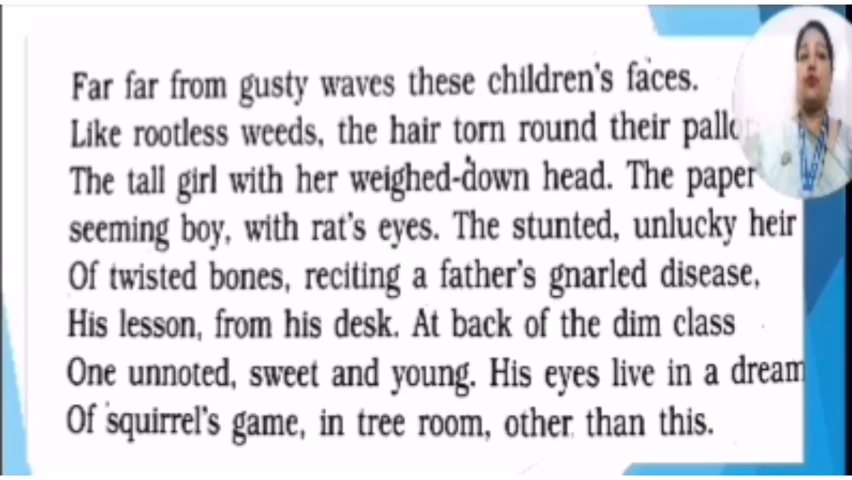 Far far from gusty waves these children's faces.
Like rootless weeds, the hair torn round their
The tall girl with her weighed-down head. The paper
seeming boy, with rat's eyes. The stunted, unlucky heir
Of twisted bones, reciting a father's gnarled disease,
His lesson, from his desk. At back of the dim class
One unnoted, sweet and young. His eyes live in a dream
Of squirrel's game, in tree room, other than this.